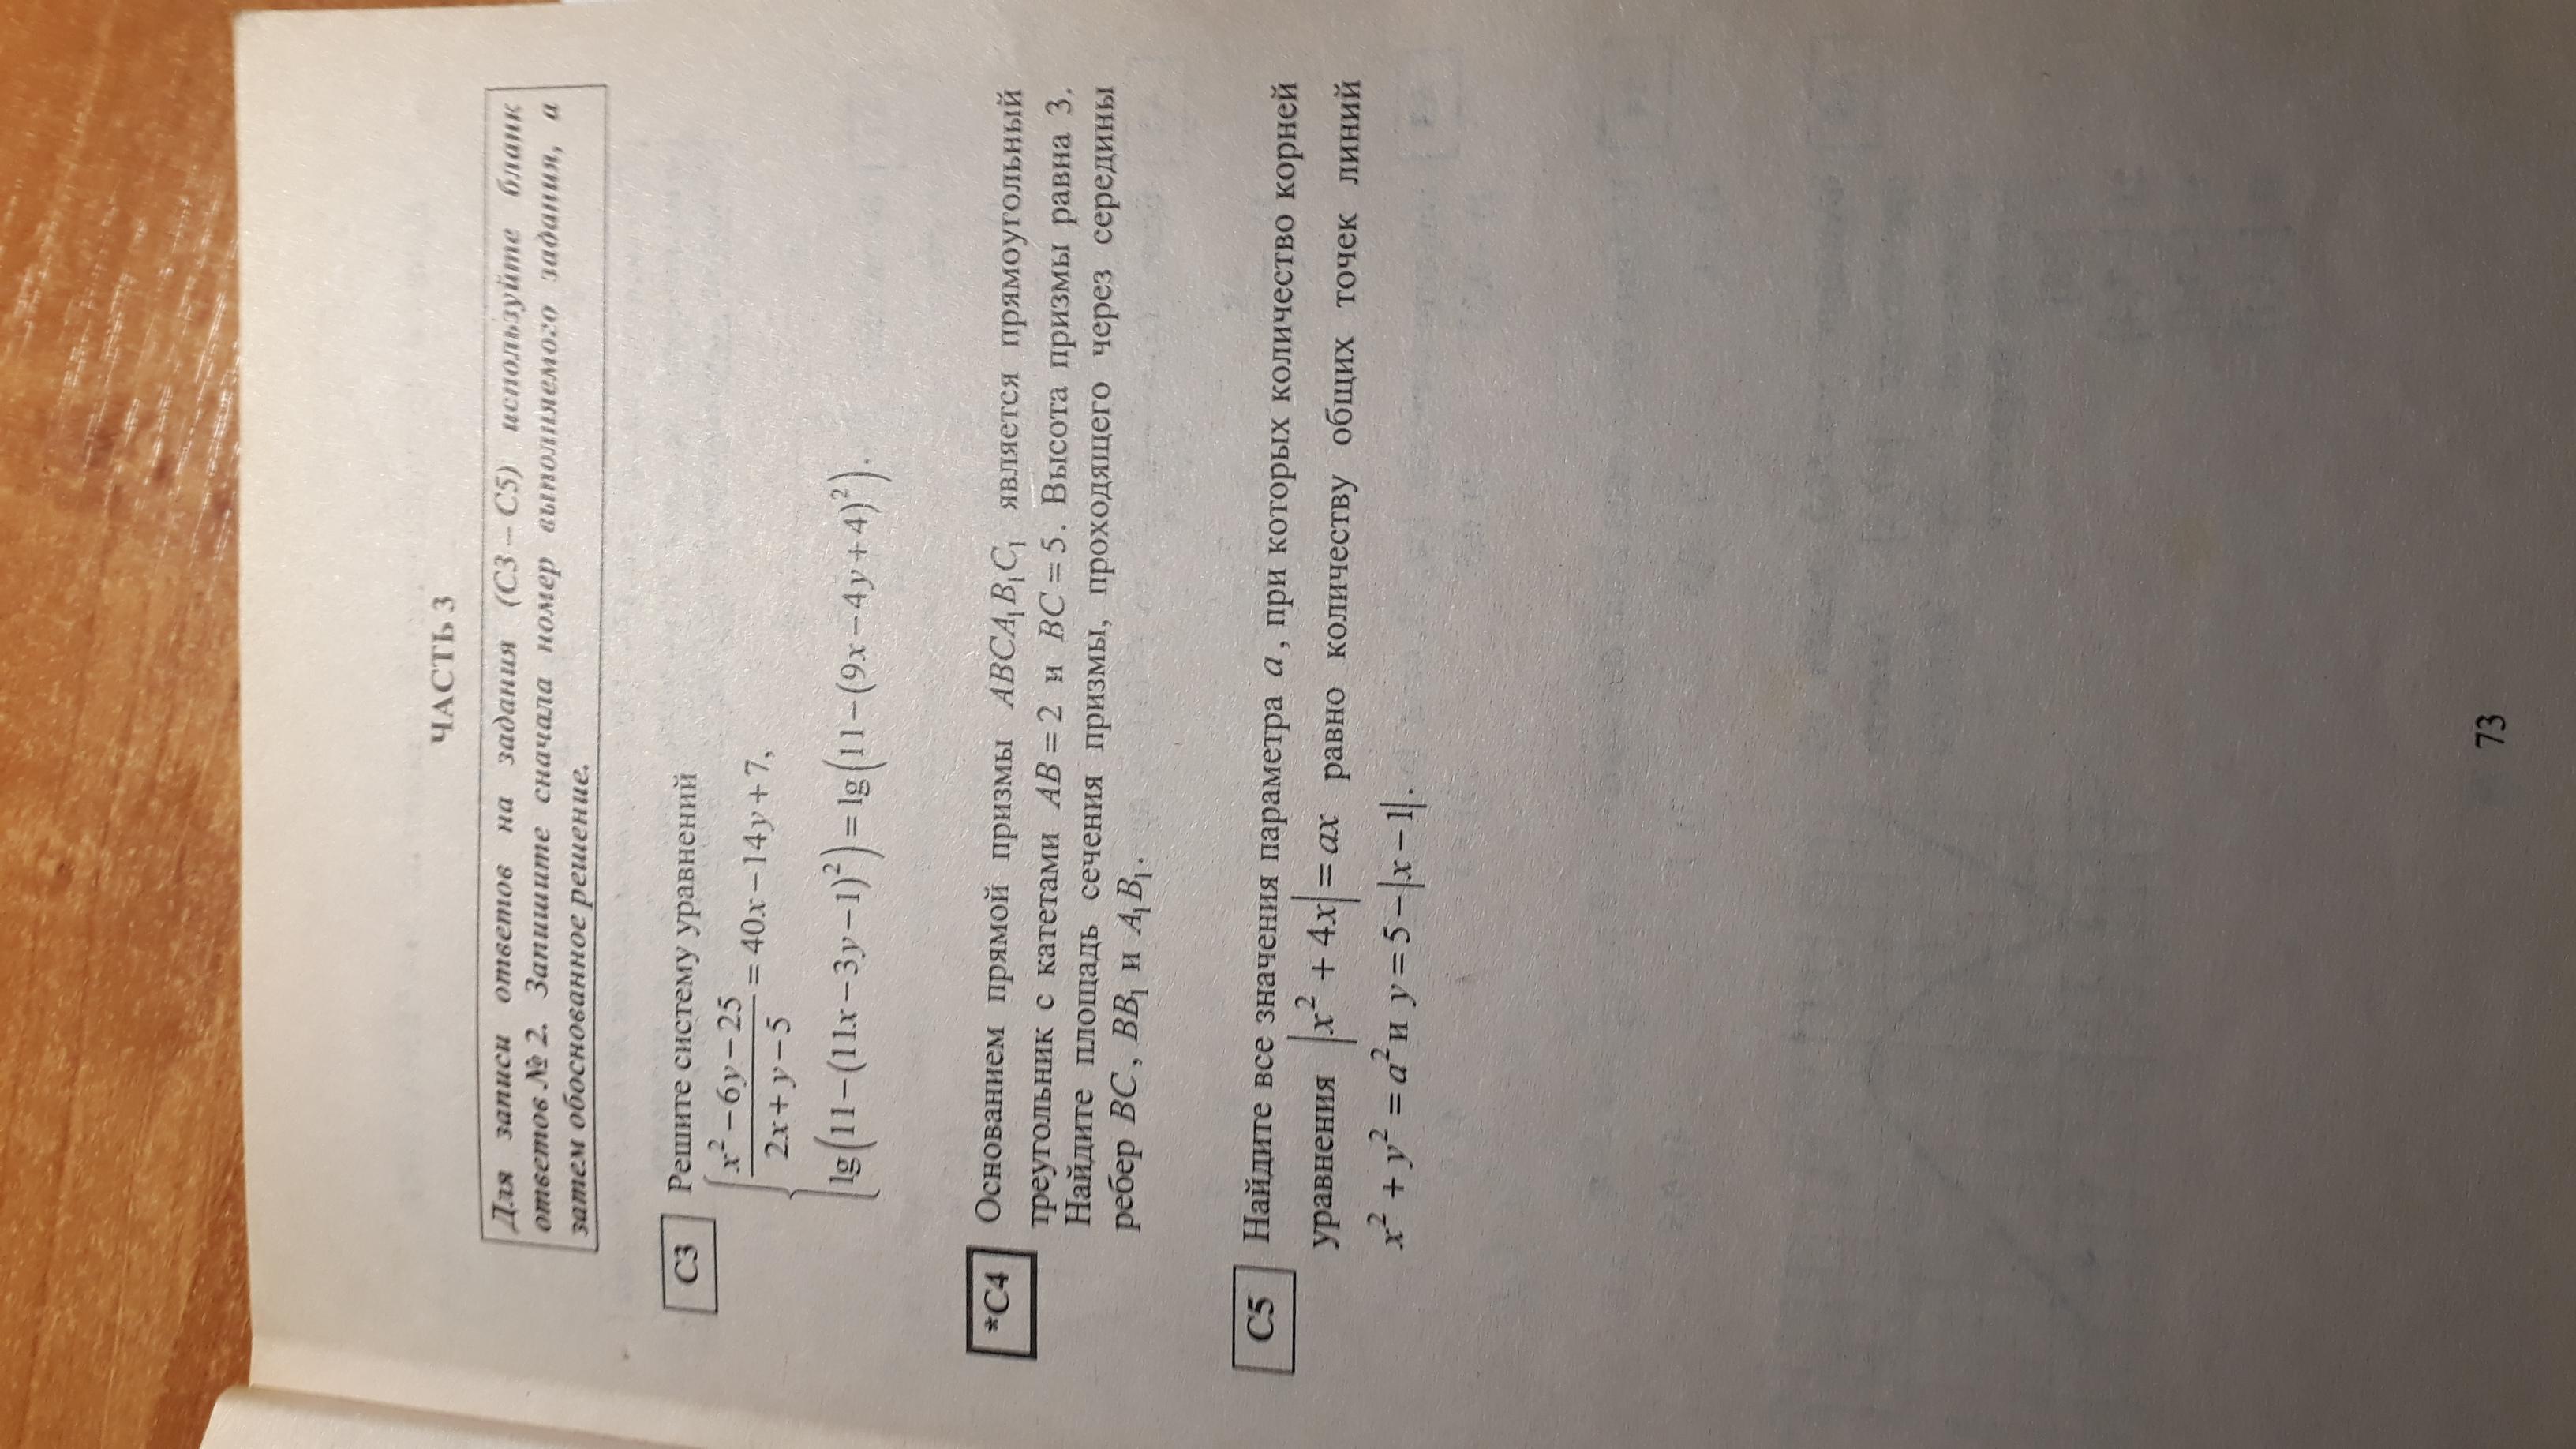 ЧАСТЬ 3
Для записи ответов на задания (С3 – С5) используйте бланк
ответов № 2. Запишите сначала номер выполняемого задания, а
затем обоснованное решение.
С3 Решите систему уравнений
{ (x² − 6y − 25)/(2x + y − 5) = 40x − 14y + 7,
lg(11 − (11x − 3y − 1)²) = lg(11 − (9x − 4y + 4)²).
*С4 Основанием прямой призмы ABCA₁B₁C₁ является прямоугольный
треугольник с катетами AB = 2 и BC = 5. Высота призмы равна 3.
Найдите площадь сечения призмы, проходящего через середины
ребер BC, BB₁ и A₁B₁.
С5 Найдите все значения параметра a, при которых количество корней
уравнения |x² + 4x| = ax равно количеству общих точек линий
x² + y² = a² и y = 5 − |x − 1|.
73